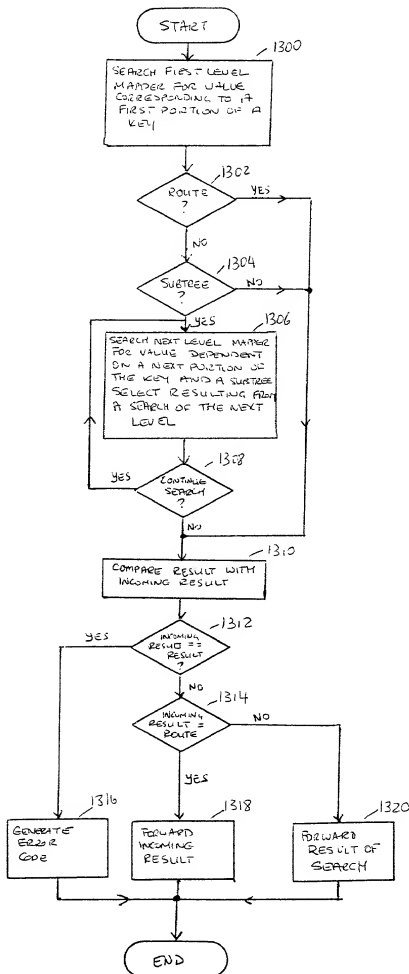 START
1300
SEARCH FIRST LEVEL
MAPPER FOR VALUE
CORRESPONDING TO A
FIRST PORTION OF A
KEY
1302
ROUTE
?
YES
NO
1304
SUBTREE
?
NO
YES
1306
SEARCH NEXT LEVEL MAPPER
FOR VALUE DEPENDENT
ON A NEXT PORTION OF
THE KEY AND A SUBTREE
SELECT RESULTING FROM
A SEARCH OF THE NEXT
LEVEL
1308
YES
CONTINUE
SEARCH
?
NO
1310
COMPARE RESULT WITH
INCOMING RESULT
1312
YES
INCOMING
RESULT ==
RESULT
?
NO
1314
INCOMING
RESULT =
ROUTE
NO
YES
1316
GENERATE
ERROR
CODE
1318
FORWARD
INCOMING
RESULT
1320
FORWARD
RESULT OF
SEARCH
END